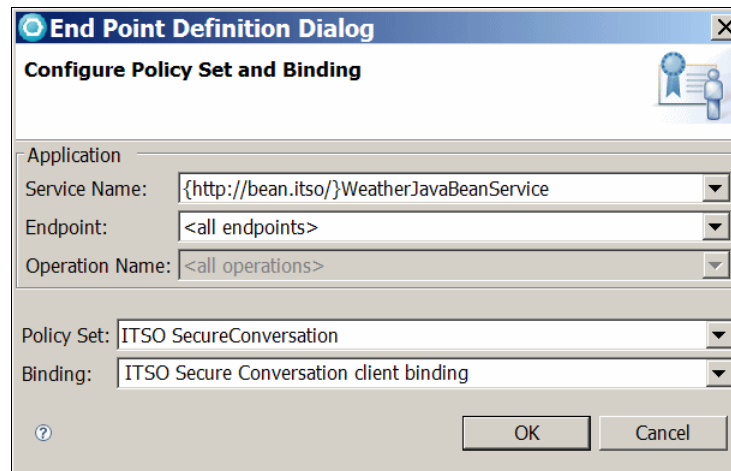 End Point Definition Dialog
Configure Policy Set and Binding
Application
Service Name: {http://bean.itso/}WeatherJavaBeanService
Endpoint: <all endpoints>
Operation Name: <all operations>
Policy Set: ITSO SecureConversation
Binding: ITSO Secure Conversation client binding
? OK Cancel